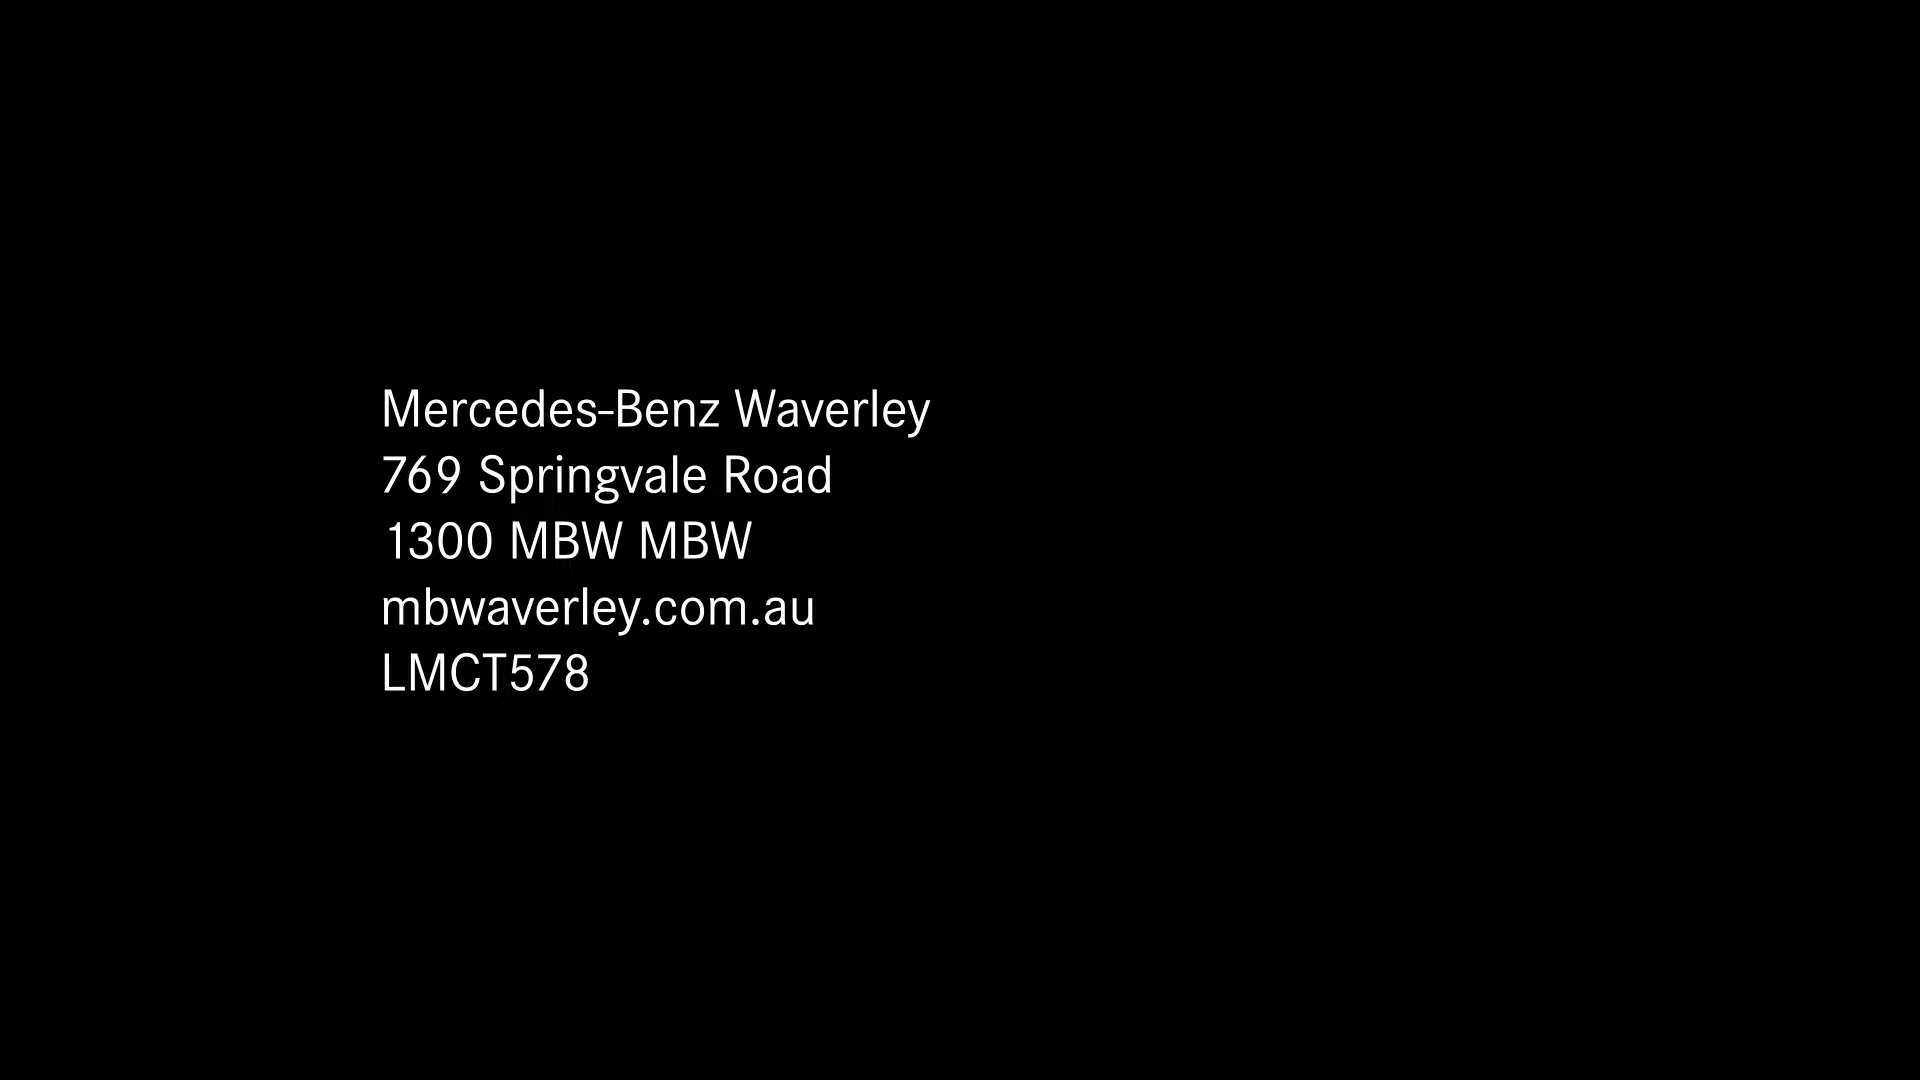 Mercedes-Benz Waverley
769 Springvale Road
1300 MBW MBW
mbwaverley.com.au
LMCT578